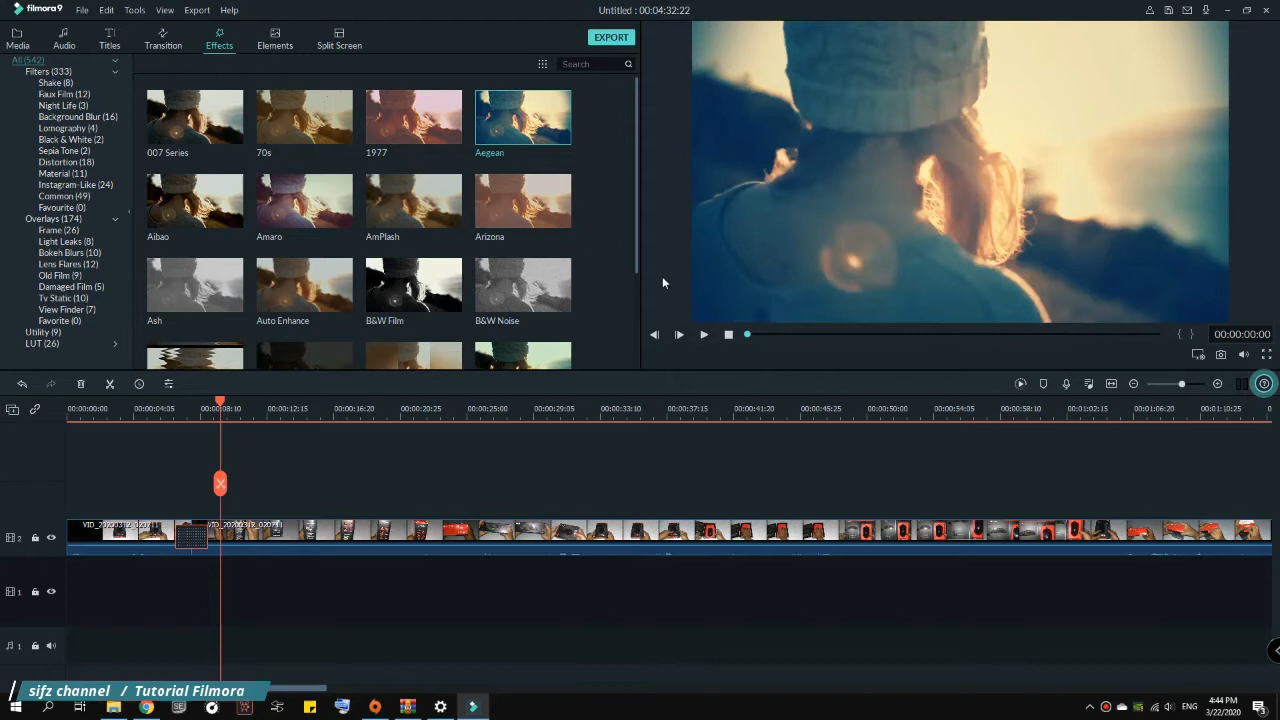 filmora9 File Edit Tools View Export Help Untitled : 00:04:32:22
Media Audio Titles Transition Effects Elements Split Screen EXPORT
All (542)
Filters (333)
Shake (8)
Faux Film (12)
Night Life (3)
Background Blur (16)
Lomography (4)
Black & White (2)
Sepia Tone (2)
Distortion (18)
Material (11)
Instagram-Like (24)
Common (49)
Favourite (0)
Overlays (174)
Frame (26)
Light Leaks (8)
Bokeh Blurs (10)
Lens Flares (12)
Old Film (9)
Damaged Film (5)
Tv Static (10)
View Finder (7)
Favorite (0)
Utility (9)
LUT (26)
Search
007 Series 70s 1977 Aegean
Aibao Amaro AmPlash Arizona
Ash Auto Enhance B&W Film B&W Noise
00:00:00:00
00:00:00:00 00:00:04:05 00:00:08:10 00:00:12:15 00:00:16:20 00:00:20:25 00:00:25:00 00:00:29:05 00:00:33:10 00:00:37:15 00:00:41:20 00:00:45:25 00:00:50:00 00:00:54:05 00:00:58:10 00:01:02:15 00:01:06:20 00:01:10:25 0
2
1
1
sifz channel / Tutorial Filmora
ENG 4:44 PM
3/22/2020